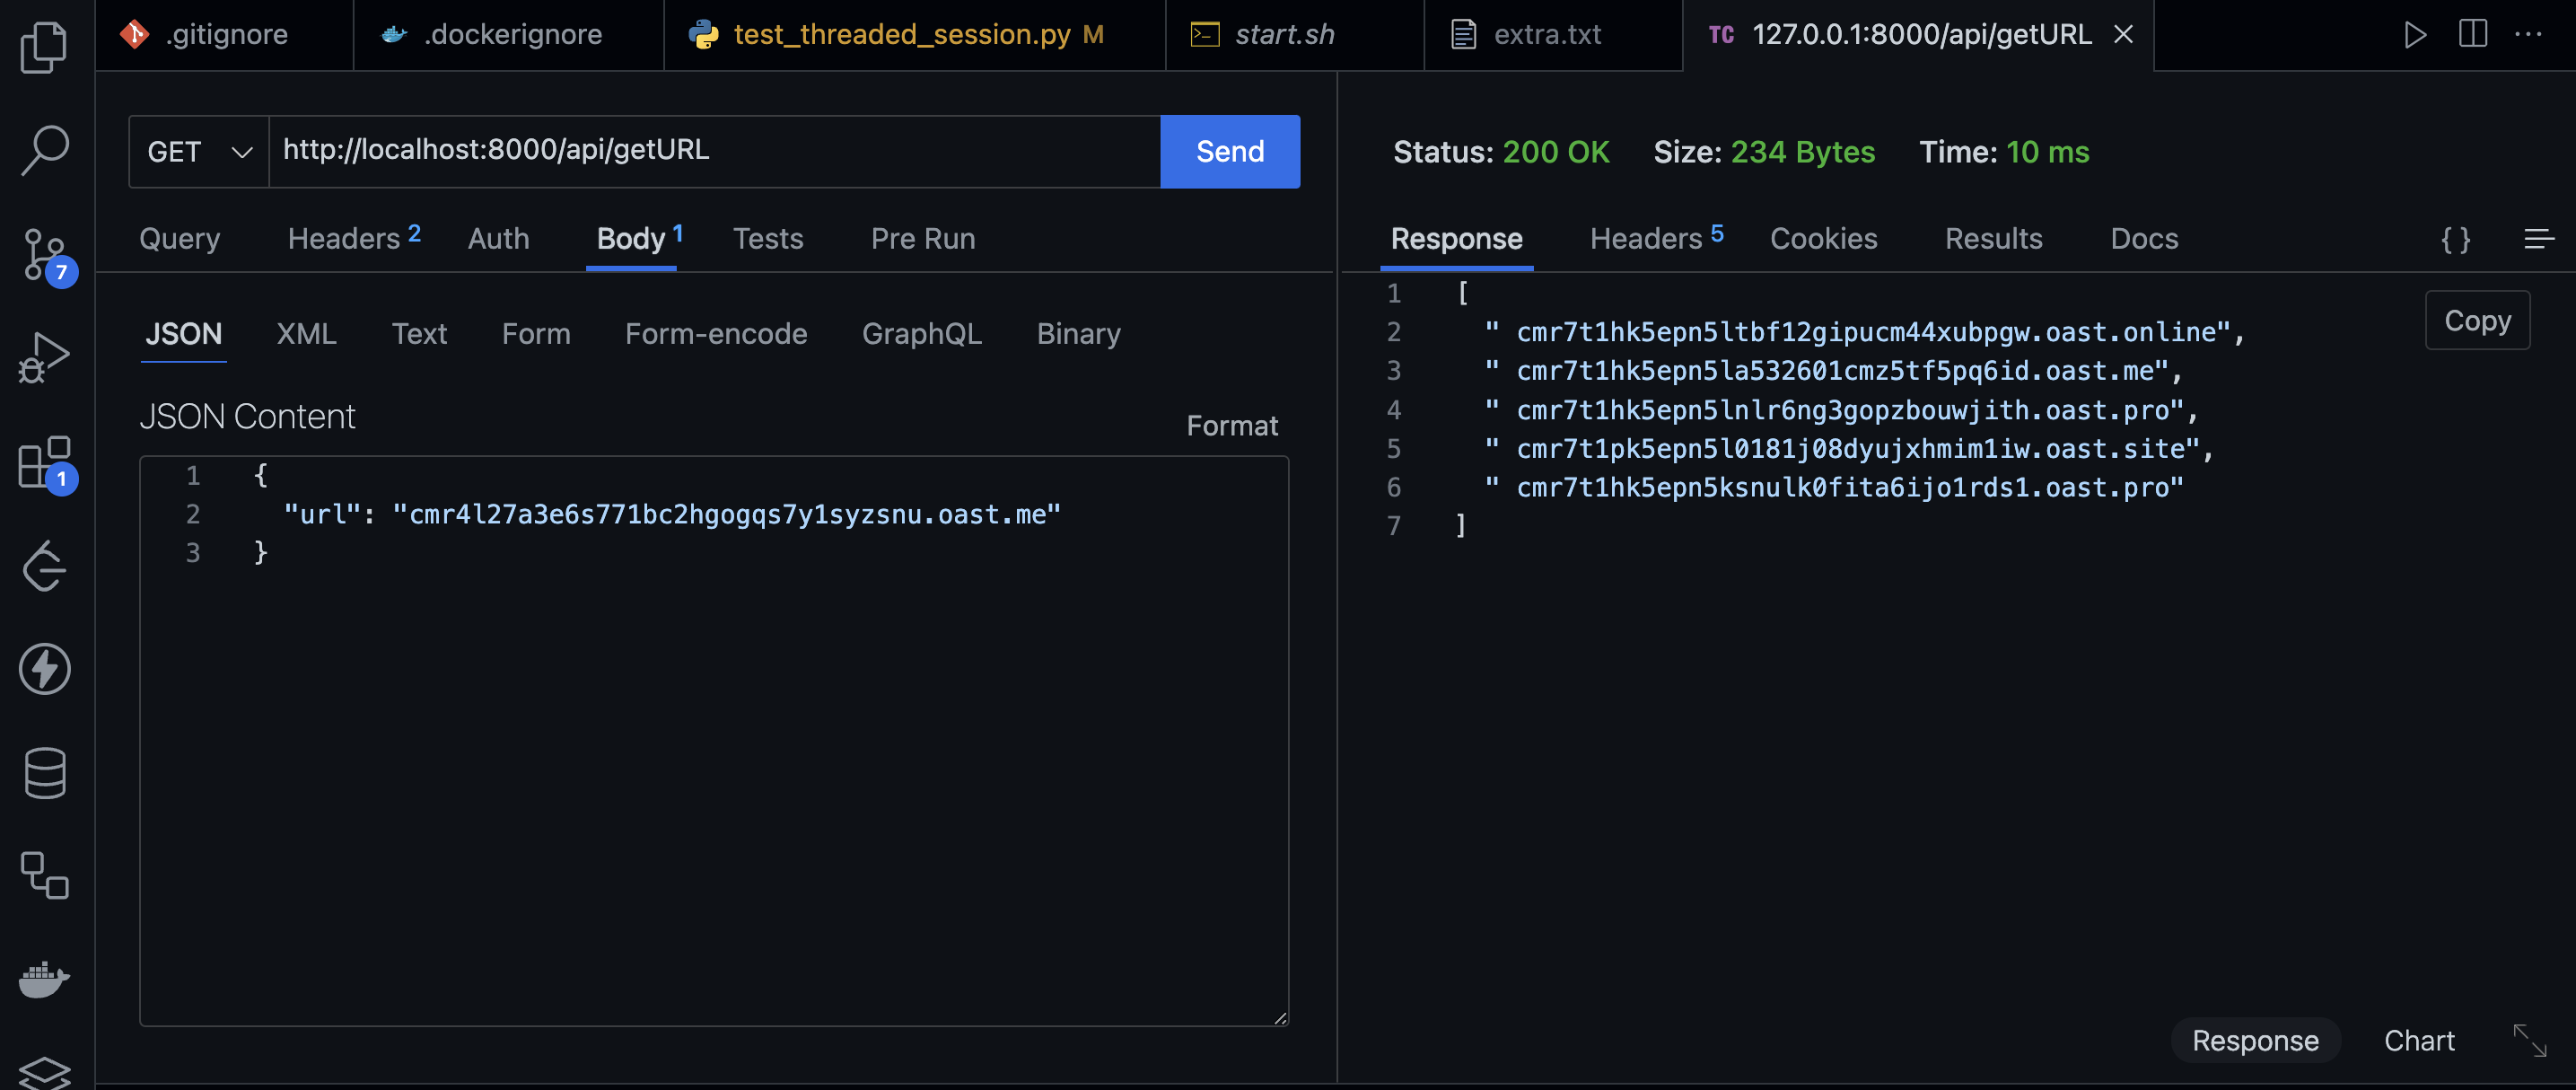 .gitignore
.dockerignore
test_threaded_session.py M
start.sh
extra.txt
TC 127.0.0.1:8000/api/getURL
7
1
GET
http://localhost:8000/api/getURL
Send
Query
Headers 2
Auth
Body 1
Tests
Pre Run
JSON
XML
Text
Form
Form-encode
GraphQL
Binary
JSON Content
Format
1 {
2 "url": "cmr4l27a3e6s771bc2hgogqs7y1syzsnu.oast.me"
3 }
Status: 200 OK
Size: 234 Bytes
Time: 10 ms
Response
Headers 5
Cookies
Results
Docs
{}
1 [
2 " cmr7t1hk5epn5ltbf12gipucm44xubpgw.oast.online",
3 " cmr7t1hk5epn5la532601cmz5tf5pq6id.oast.me",
4 " cmr7t1hk5epn5lnlr6ng3gopzbouwjith.oast.pro",
5 " cmr7t1pk5epn5l0181j08dyujxhmim1iw.oast.site",
6 " cmr7t1hk5epn5ksnulk0fita6ijo1rds1.oast.pro"
7 ]
Copy
Response
Chart